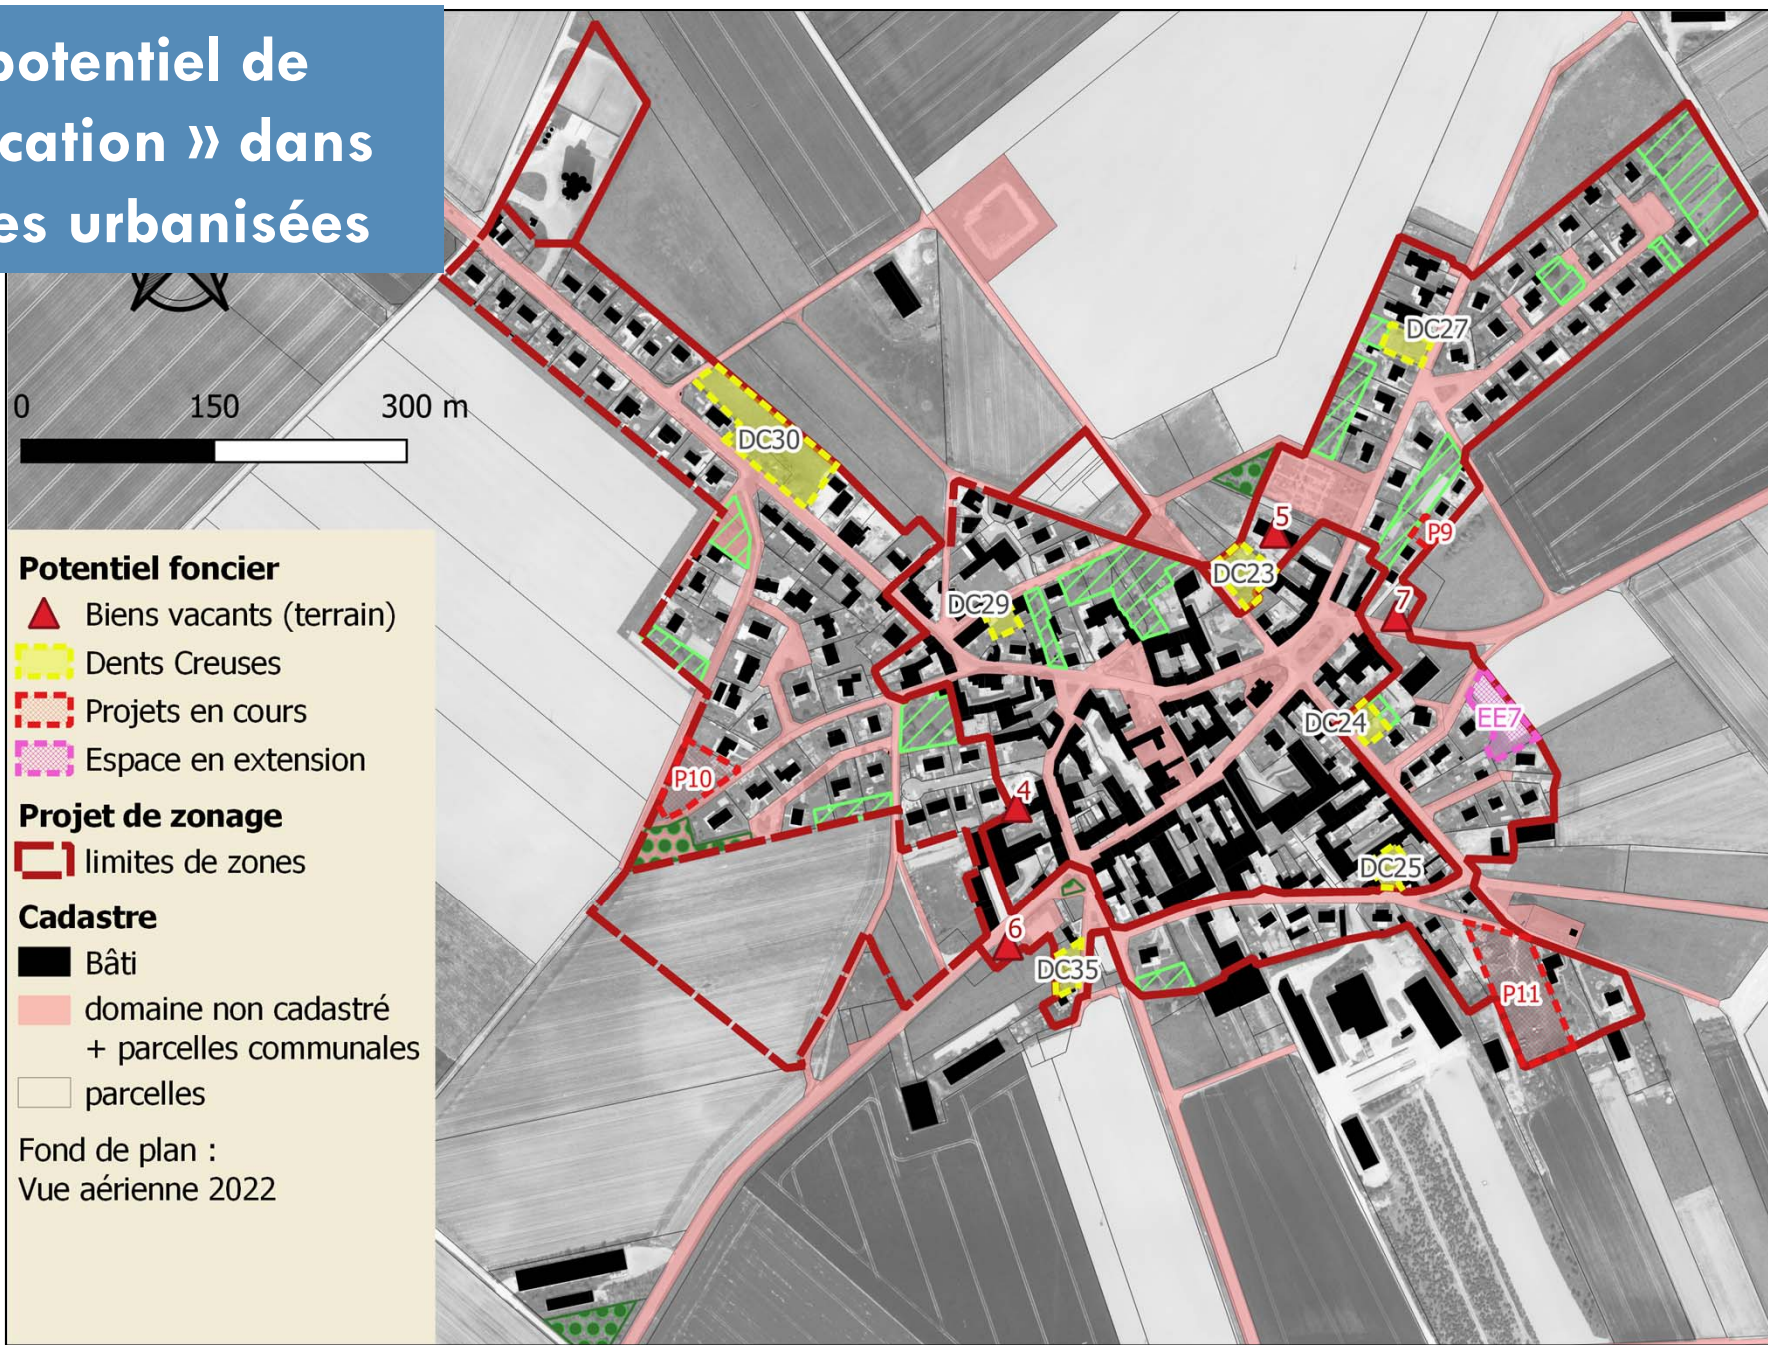 potentiel de
cation » dans
es urbanisées
0 150 300 m
Potentiel foncier
Biens vacants (terrain)
Dents Creuses
Projets en cours
Espace en extension
Projet de zonage
limites de zones
Cadastre
Bâti
domaine non cadastré
+ parcelles communales
parcelles
Fond de plan :
Vue aérienne 2022
DC27
DC30
5
P9
DC23
DC29
7
EE7
DC24
P10
4
DC25
6
DC35
P11